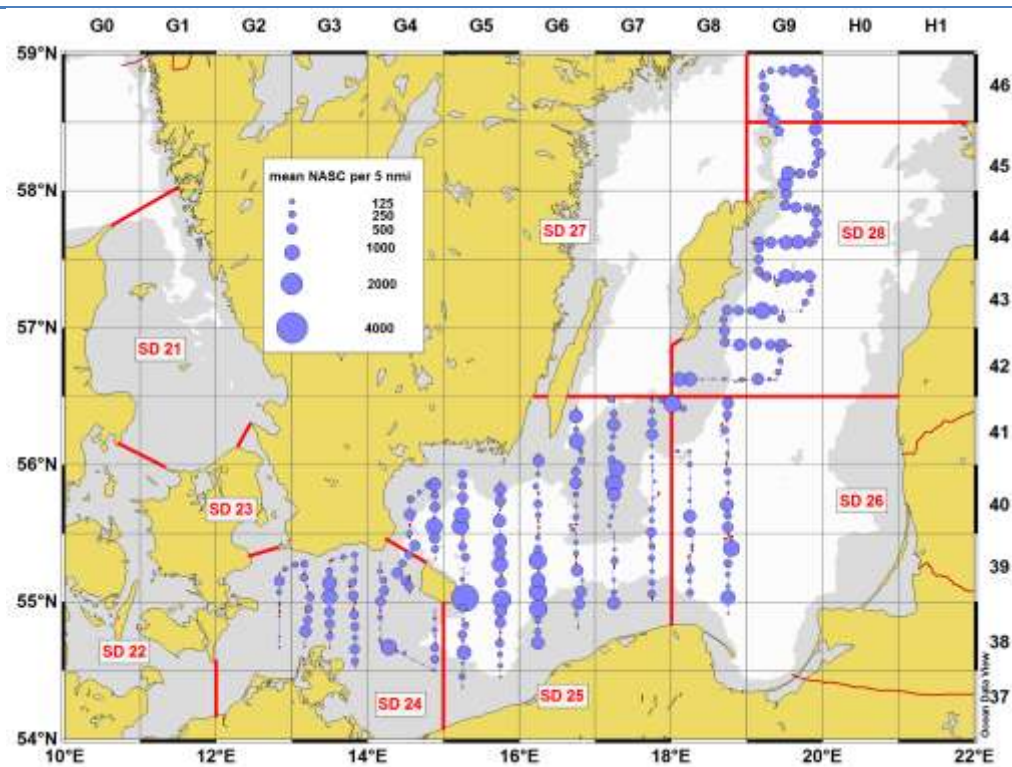 G0 G1 G2 G3 G4 G5 G6 G7 G8 G9 H0 H1
59°N
46
mean NASC per 5 nmi
125
250
500
1000
2000
4000
45
58°N
SD 27
SD 28
44
43
57°N
SD 21
42
41
56°N
SD 23
SD 26
40
39
55°N
SD 22
38
SD 24
SD 25
37
54°N
10°E 12°E 14°E 16°E 18°E 20°E 22°E
Ocean Data View